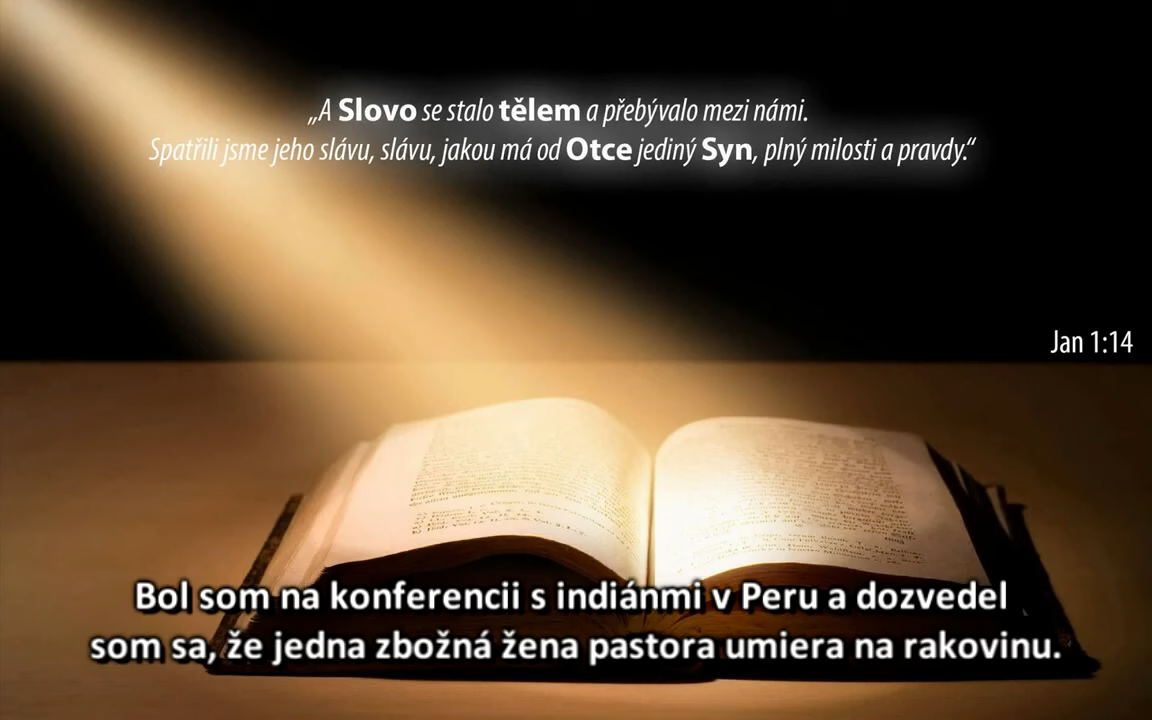 „A Slovo se stalo tělem a přebývalo mezi námi.
Spatřili jsme jeho slávu, slávu, jakou má od Otce jediný Syn, plný milosti a pravdy.“
Jan 1:14
Bol som na konferencii s indiánmi v Peru a dozvedel
som sa, že jedna zbožná žena pastora umiera na rakovinu.